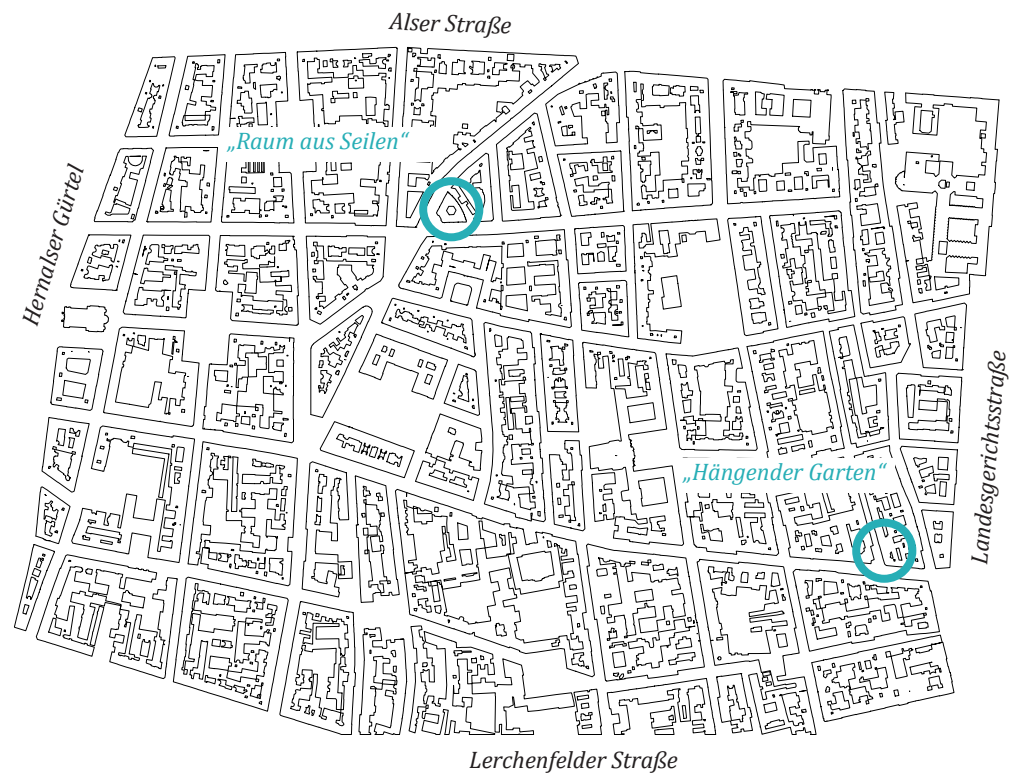 Alser Straße
„Raum aus Seilen“
Hernalser Gürtel
Landesgerichtsstraße
„Hängender Garten“
Lerchenfelder Straße